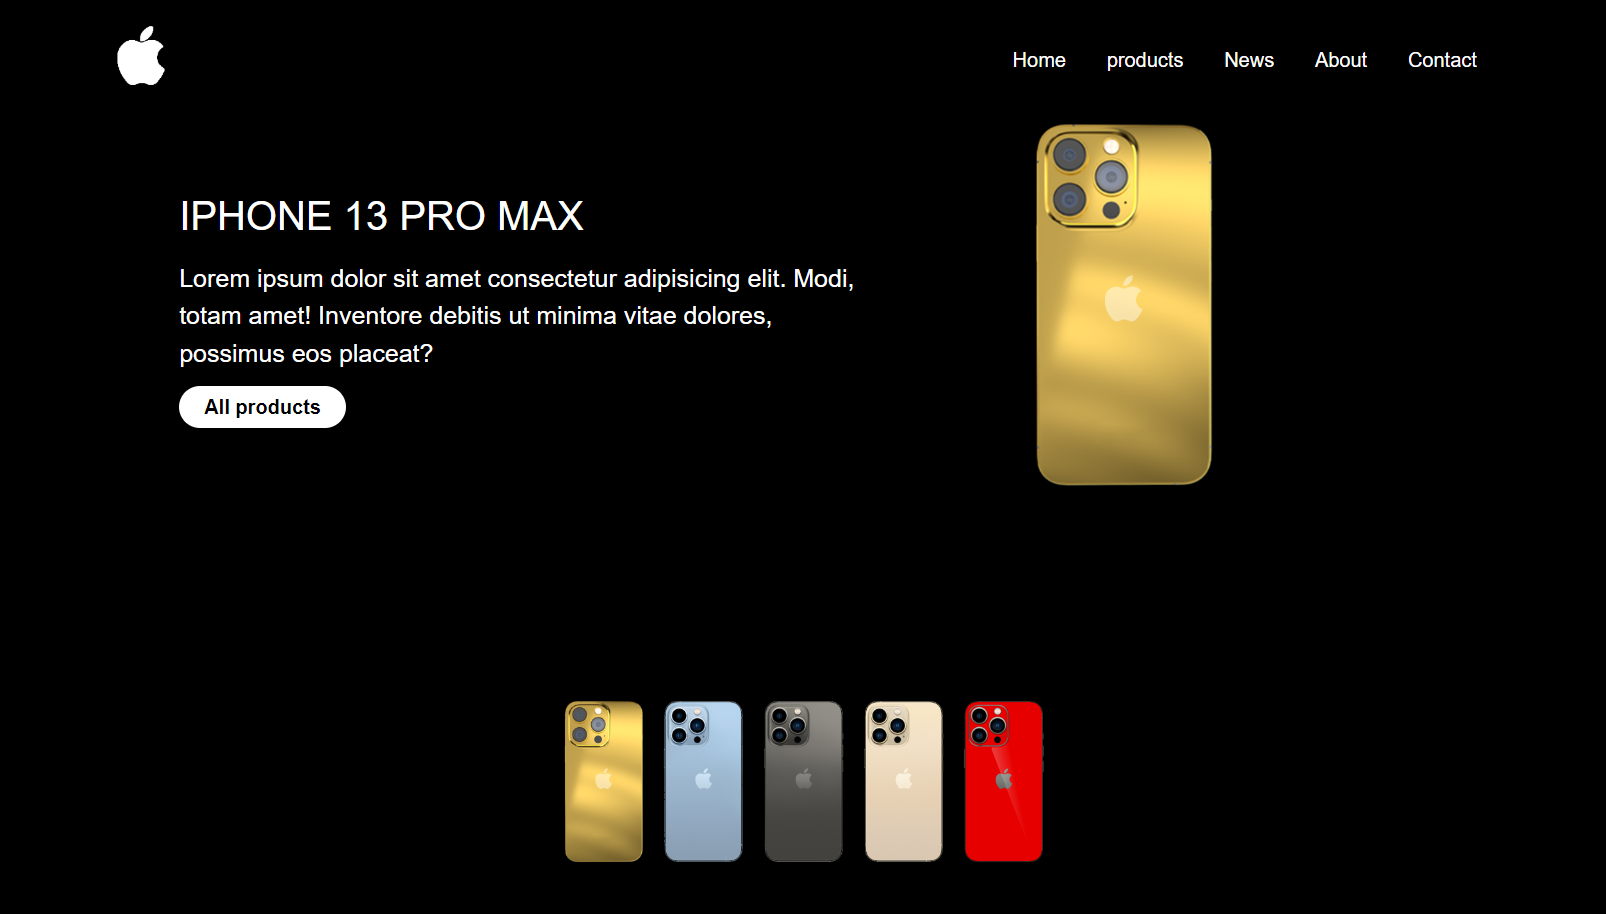 Home products News About Contact
IPHONE 13 PRO MAX
Lorem ipsum dolor sit amet consectetur adipisicing elit. Modi,
totam amet! Inventore debitis ut minima vitae dolores,
possimus eos placeat?
All products